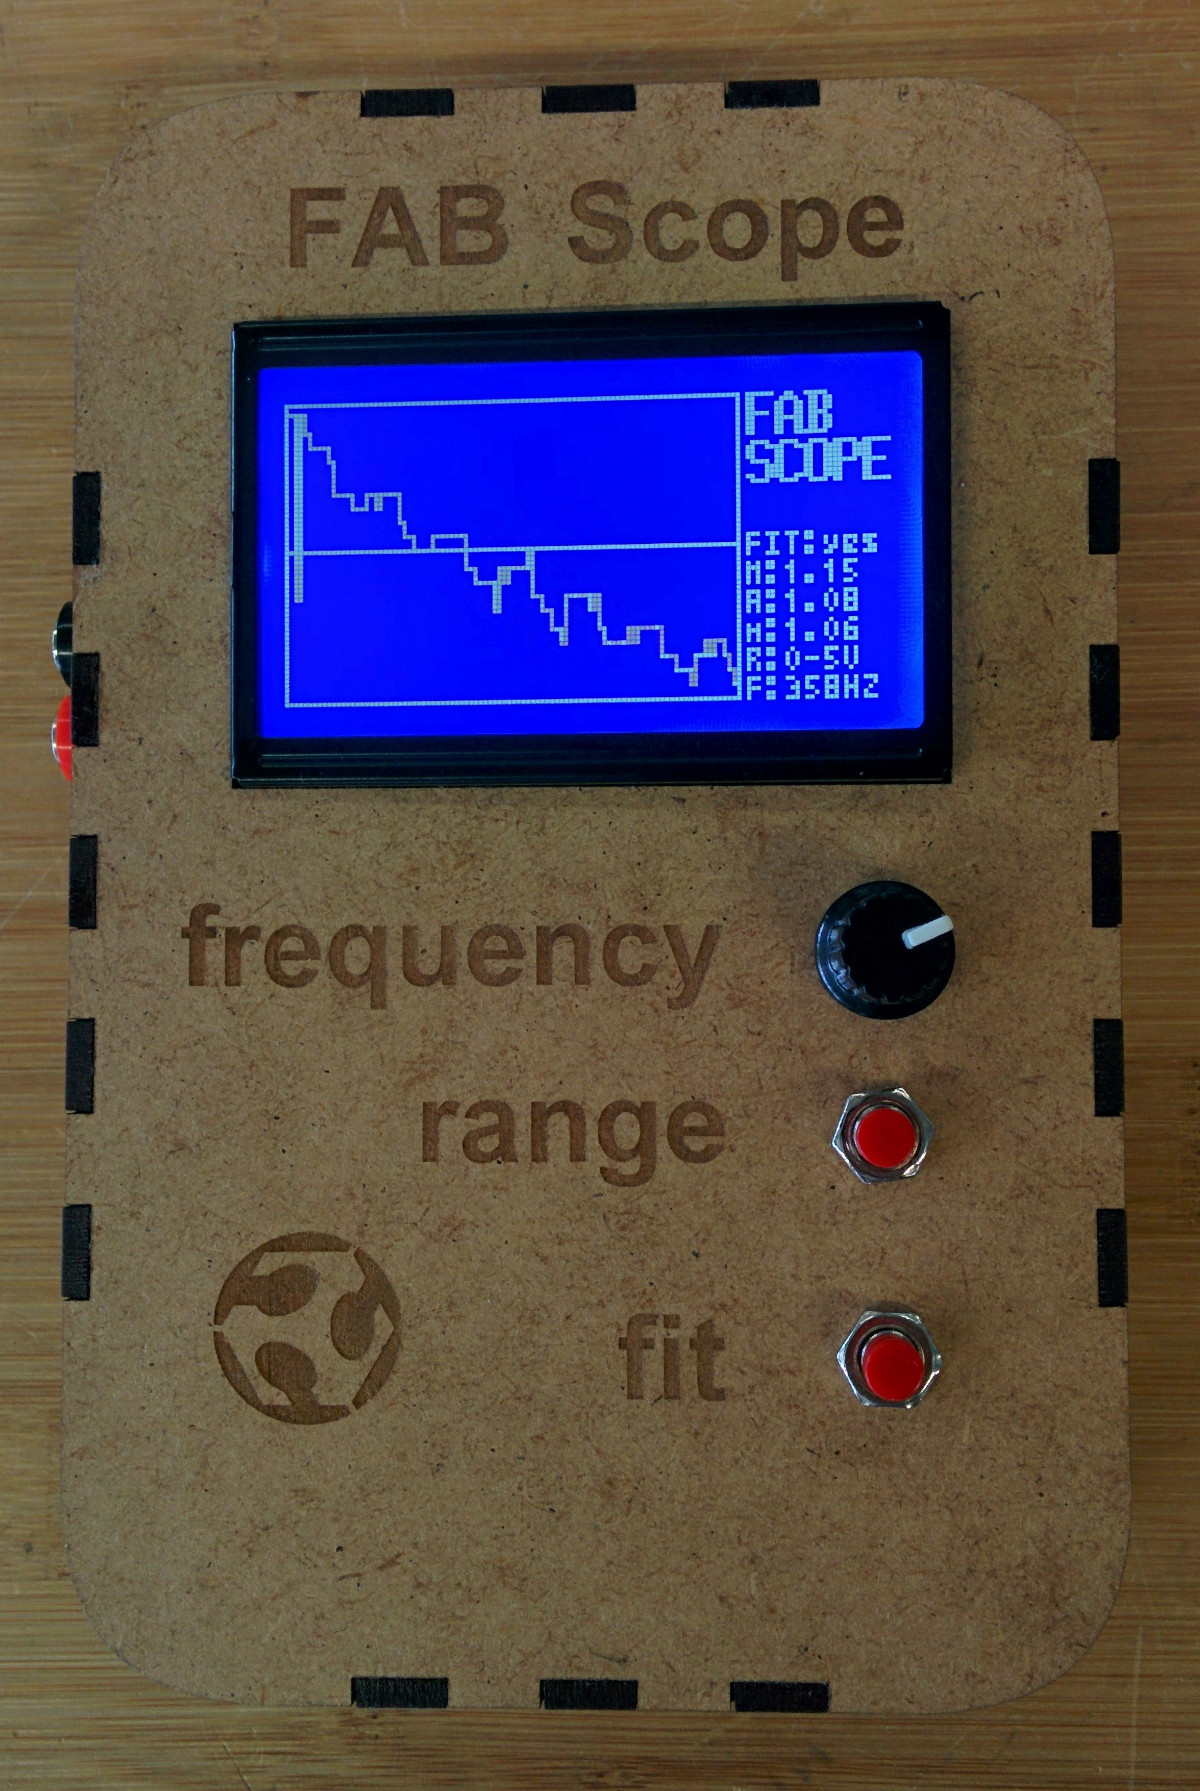 FAB Scope
FAB
SCOPE
FIT:yes
M:1.15
A:1.08
m:1.06
R:0-5V
F:358HZ
frequency
range
fit